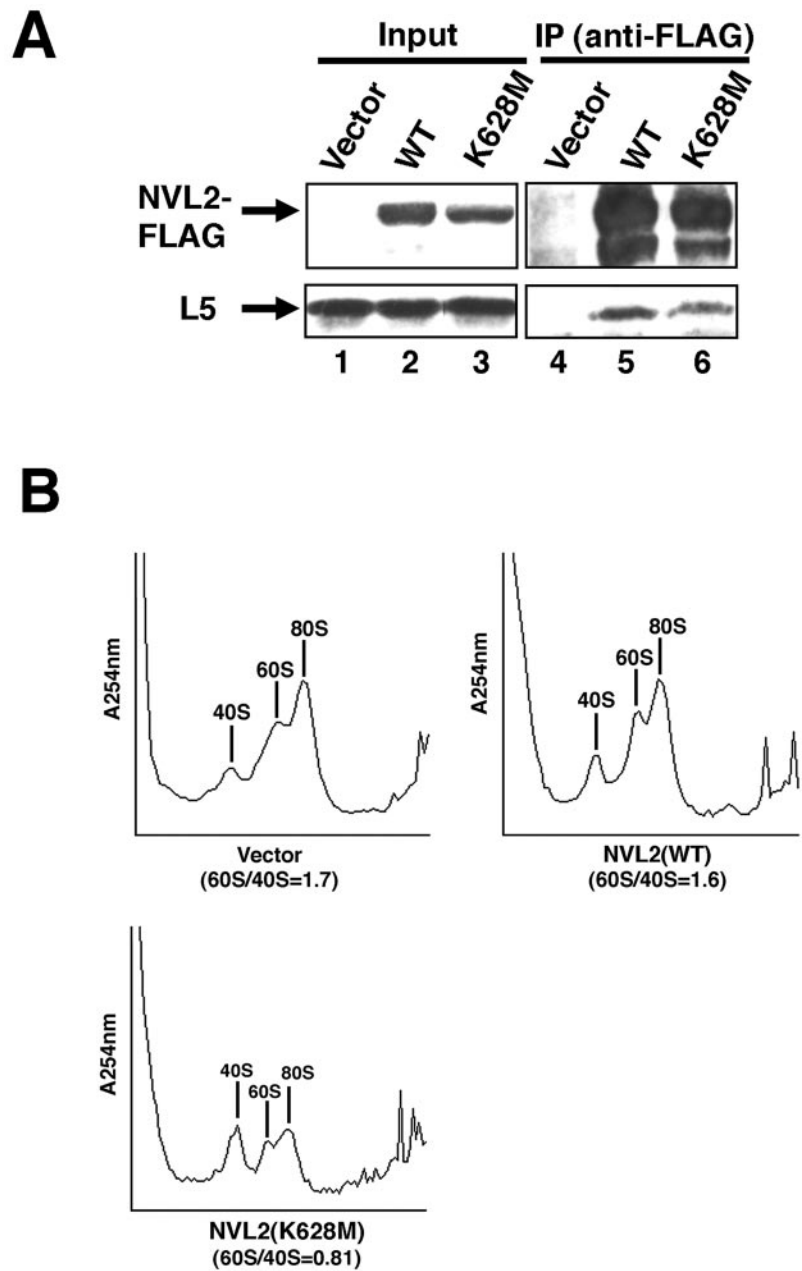 A
Input
IP (anti-FLAG)
Vector
WT
K628M
Vector
WT
K628M
NVL2-
FLAG
L5
1 2 3 4 5 6
B
A254nm
40S
60S
80S
Vector
(60S/40S=1.7)
A254nm
40S
60S
80S
NVL2(WT)
(60S/40S=1.6)
A254nm
40S
60S
80S
NVL2(K628M)
(60S/40S=0.81)